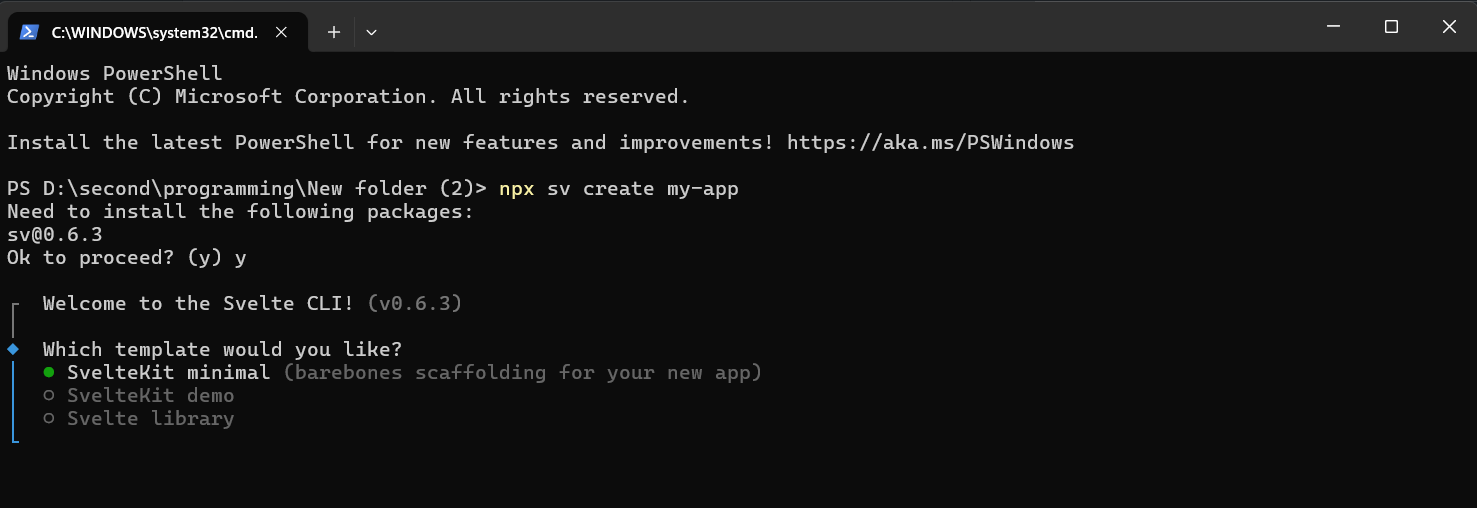 C:\WINDOWS\system32\cmd.
Windows PowerShell
Copyright (C) Microsoft Corporation. All rights reserved.
Install the latest PowerShell for new features and improvements! https://aka.ms/PSWindows
PS D:\second\programming\New folder (2)> npx sv create my-app
Need to install the following packages:
sv@0.6.3
Ok to proceed? (y) y
Welcome to the Svelte CLI! (v0.6.3)
Which template would you like?
SvelteKit minimal (barebones scaffolding for your new app)
SvelteKit demo
Svelte library